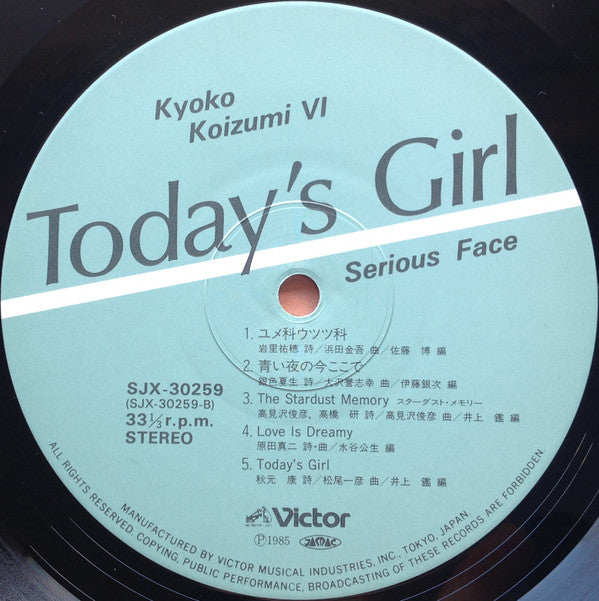 Kyoko
Koizumi VI
Today's Girl
Serious Face
1. ユメ科ウツツ科
岩里祐穂 詩／浜田金吾 曲／佐藤 博 編
2. 青い夜の今ここで
銀色夏生 詩／大沢誉志幸 曲／伊藤銀次 編
3. The Stardust Memory スターダスト・メモリー
高見沢俊彦、高橋 研 詩／高見沢俊彦 曲／井上 鑑 編
4. Love Is Dreamy
原田真二 詩・曲／水谷公生 編
5. Today's Girl
秋元 康 詩／松尾一彦 曲／井上 鑑 編
SJX-30259
(SJX-30259-B)
33⅓ r.p.m.
STEREO
Victor
Ⓟ1985 JASRAC
ALL RIGHTS RESERVED. COPYING, PUBLIC PERFORMANCE, BROADCASTING OF THESE RECORDS ARE FORBIDDEN.
MANUFACTURED BY VICTOR MUSICAL INDUSTRIES, INC., TOKYO, JAPAN.